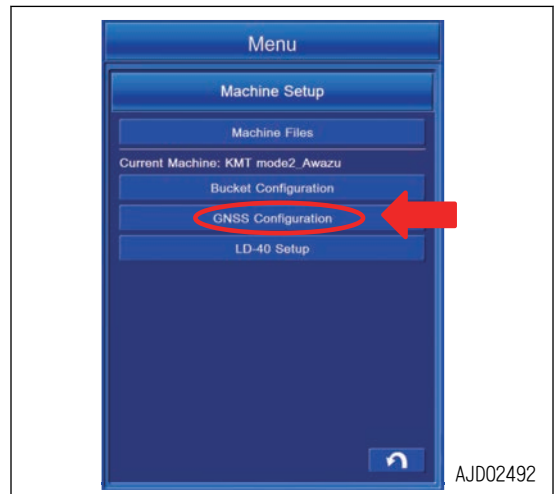 Menu
Machine Setup
Machine Files
Current Machine: KMT mode2_Awazu
Bucket Configuration
GNSS Configuration
LD-40 Setup
AJD02492